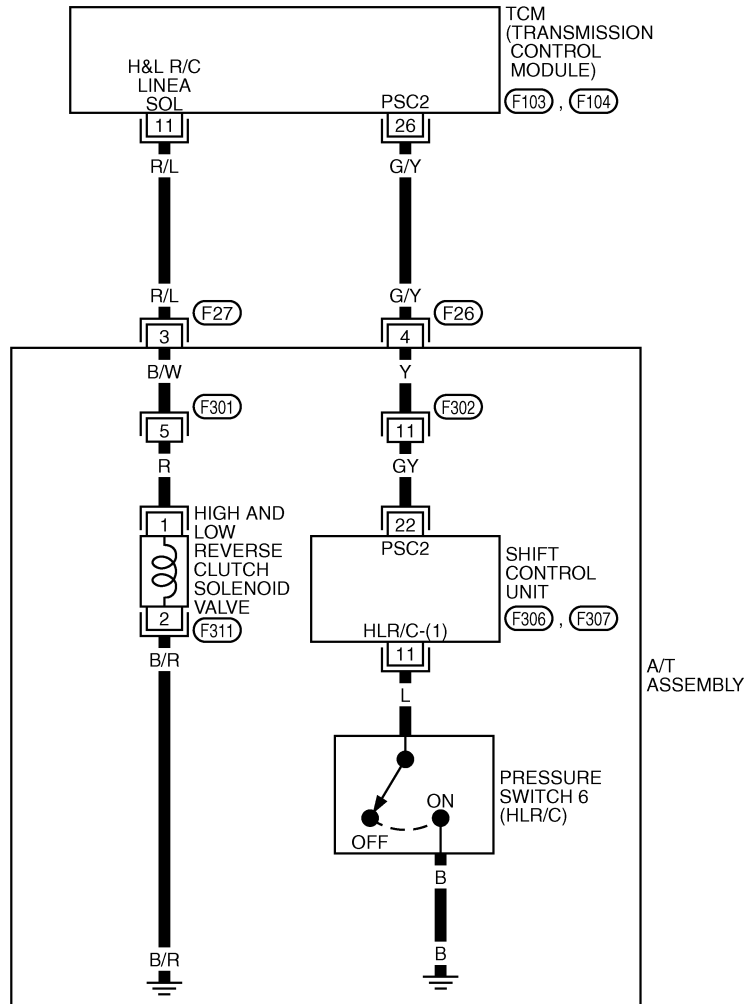 TCM
(TRANSMISSION
CONTROL
MODULE)
F103 , F104
H&L R/C
LINEA
SOL
PSC2
11
26
R/L
G/Y
R/L
G/Y
F27
F26
3
4
B/W
Y
F301
F302
5
11
R
GY
1
22
HIGH AND
LOW
REVERSE
CLUTCH
SOLENOID
VALVE
PSC2
SHIFT
CONTROL
UNIT
F306 , F307
2
F311
HLR/C-(1)
11
B/R
L
A/T
ASSEMBLY
PRESSURE
SWITCH 6
(HLR/C)
ON
OFF
B
B/R
B